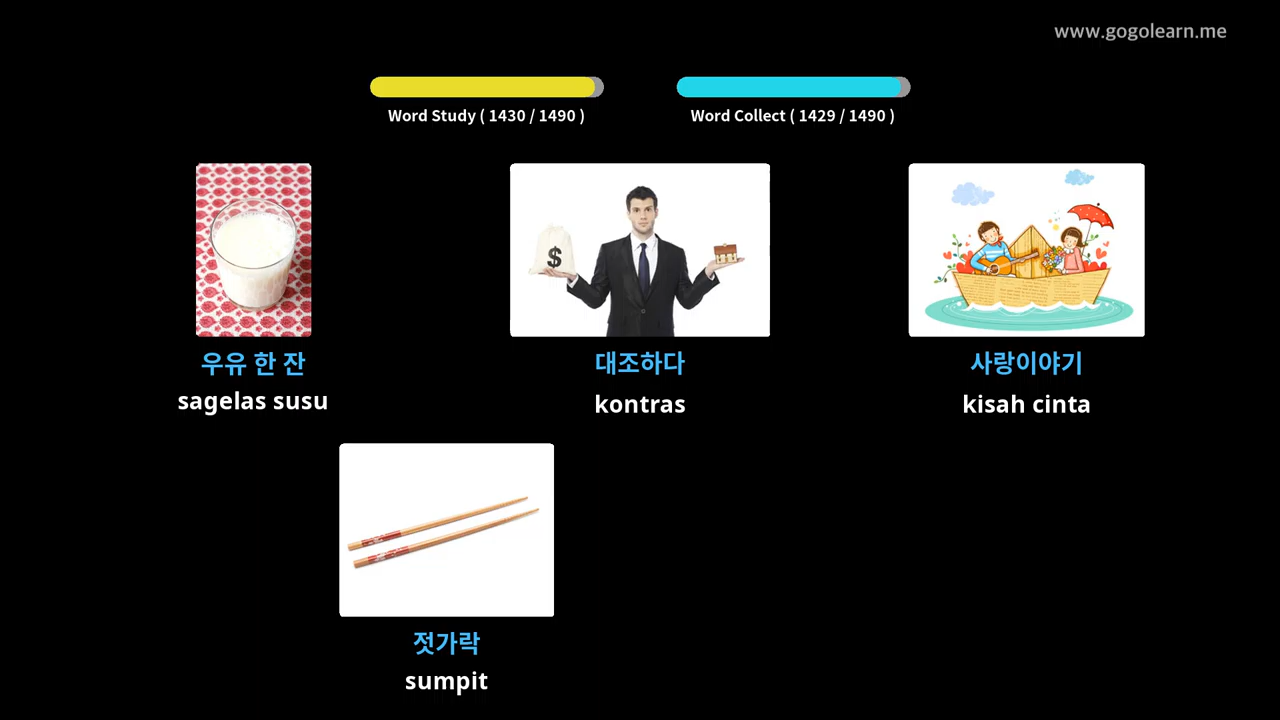 www.gogolearn.me
Word Study ( 1430 / 1490 )
Word Collect ( 1429 / 1490 )
$
우유 한 잔
sagelas susu
대조하다
kontras
사랑이야기
kisah cinta
젓가락
sumpit